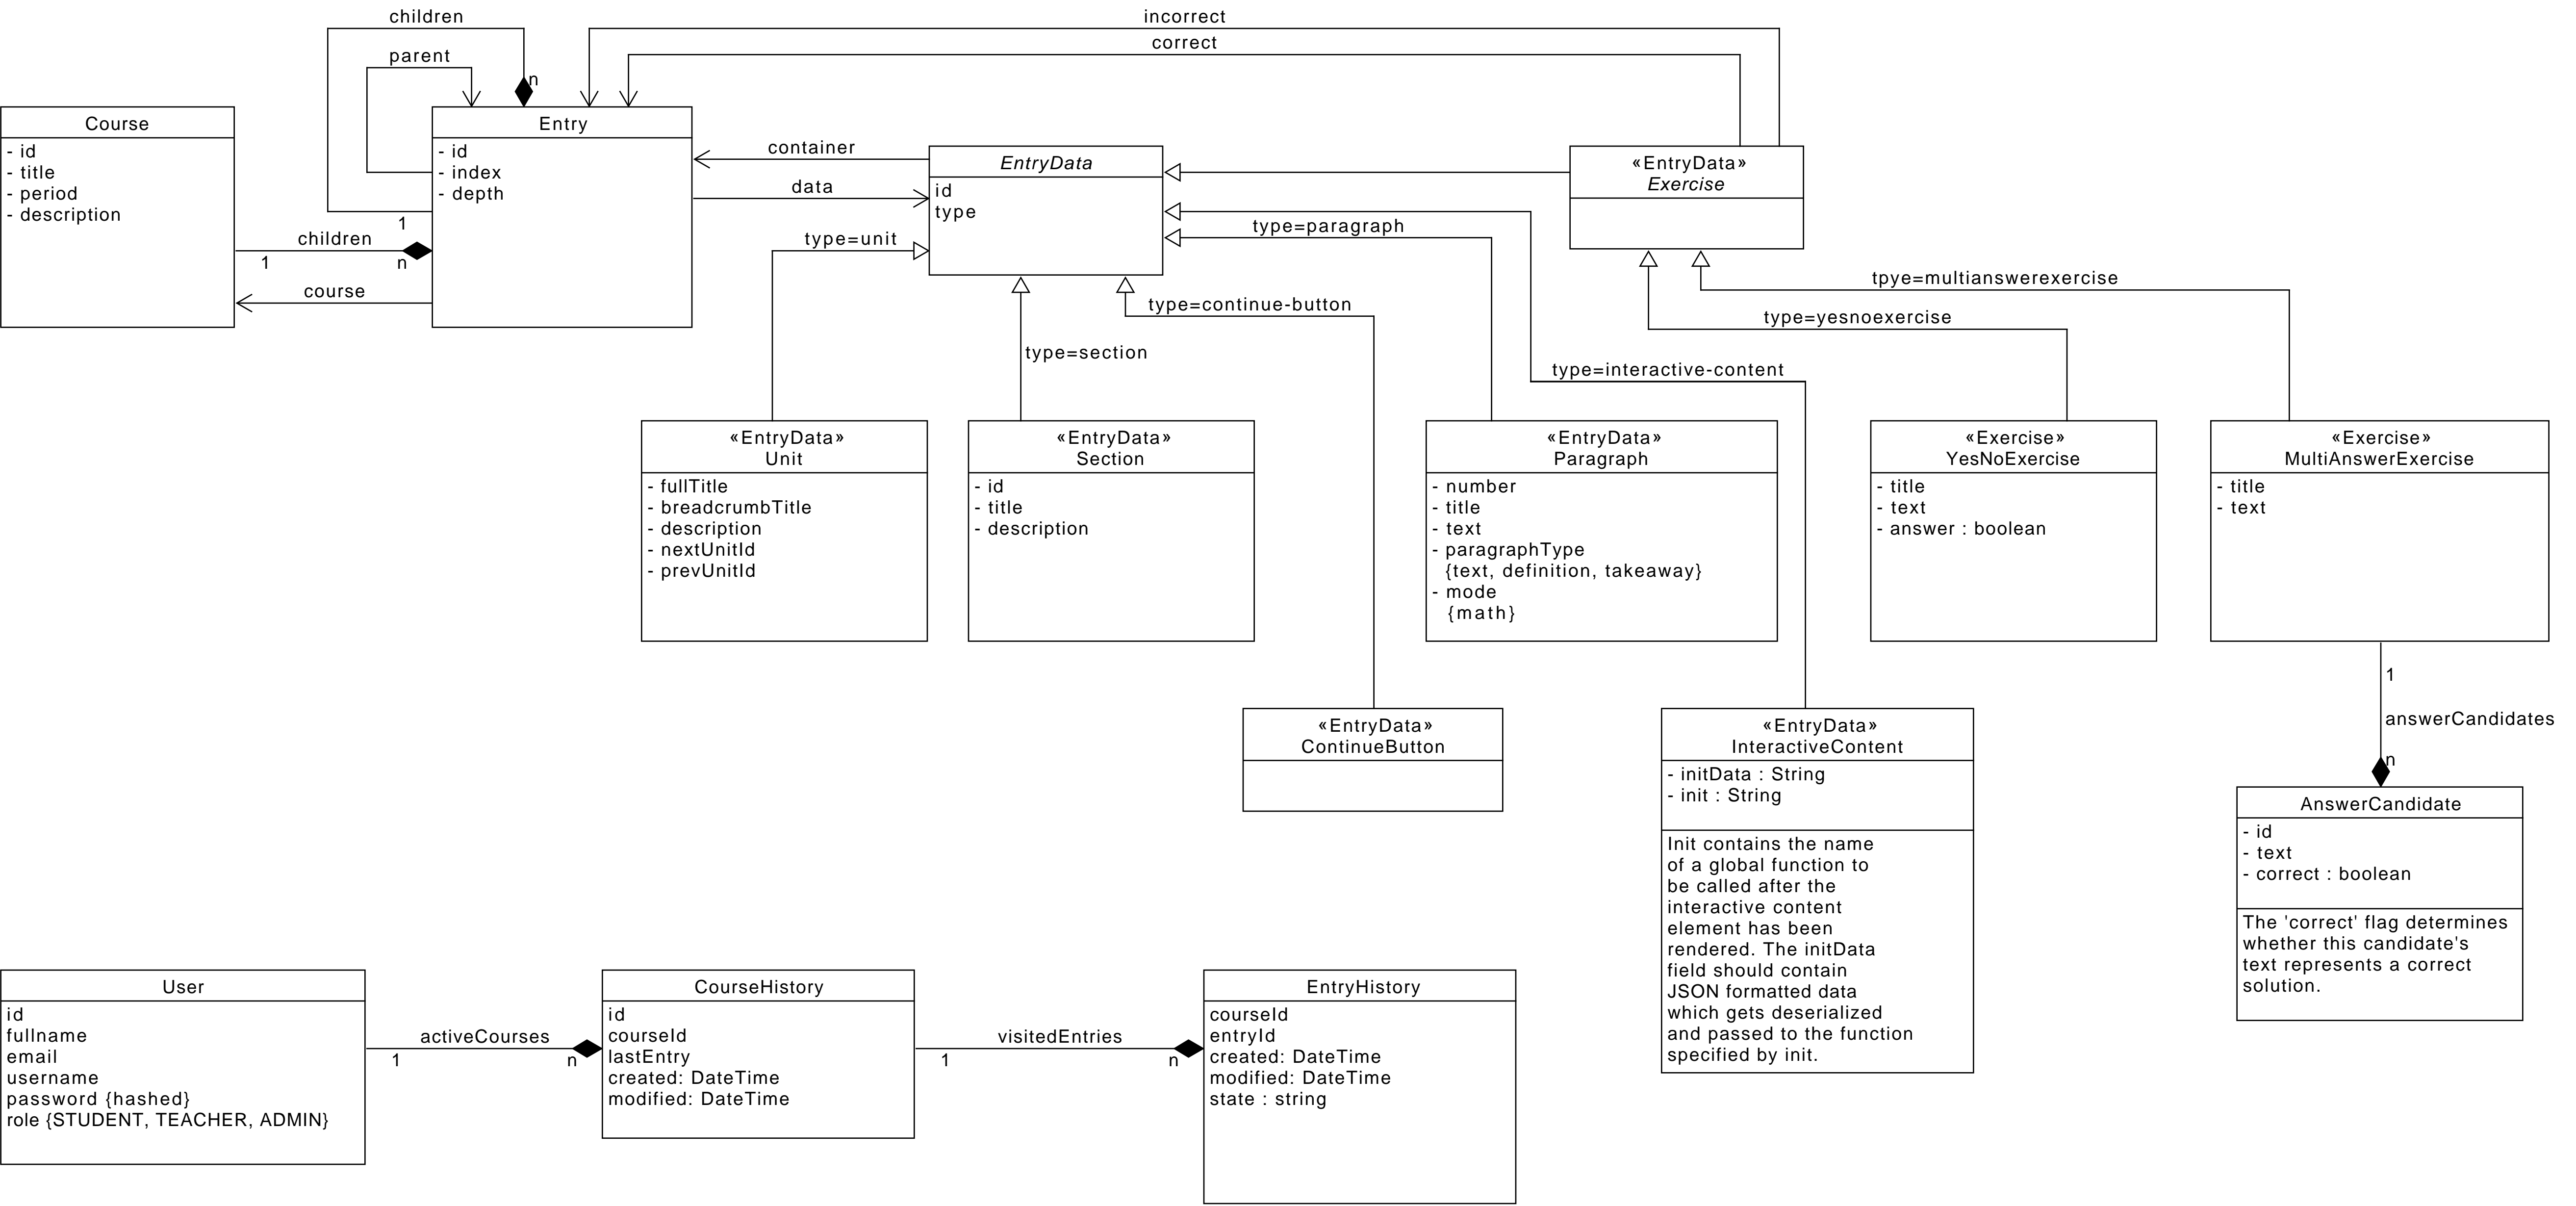 children
incorrect
correct
parent
n
Course
- id
- title
- period
- description
Entry
- id
- index
- depth
1
children
1
n
course
container
data
EntryData
id
type
«EntryData»
Exercise
type=unit
type=paragraph
type=continue-button
type=section
type=interactive-content
tpye=multianswerexercise
type=yesnoexercise
«EntryData»
Unit
- fullTitle
- breadcrumbTitle
- description
- nextUnitId
- prevUnitId
«EntryData»
Section
- id
- title
- description
«EntryData»
Paragraph
- number
- title
- text
- paragraphType
{text, definition, takeaway}
- mode
{math}
«Exercise»
YesNoExercise
- title
- text
- answer : boolean
«Exercise»
MultiAnswerExercise
- title
- text
1
answerCandidates
n
«EntryData»
ContinueButton
«EntryData»
InteractiveContent
- initData : String
- init : String
Init contains the name
of a global function to
be called after the
interactive content
element has been
rendered. The initData
field should contain
JSON formatted data
which gets deserialized
and passed to the function
specified by init.
AnswerCandidate
- id
- text
- correct : boolean
The 'correct' flag determines
whether this candidate's
text represents a correct
solution.
User
id
fullname
email
username
password {hashed}
role {STUDENT, TEACHER, ADMIN}
activeCourses
1
n
CourseHistory
id
courseId
lastEntry
created: DateTime
modified: DateTime
visitedEntries
1
n
EntryHistory
courseId
entryId
created: DateTime
modified: DateTime
state : string